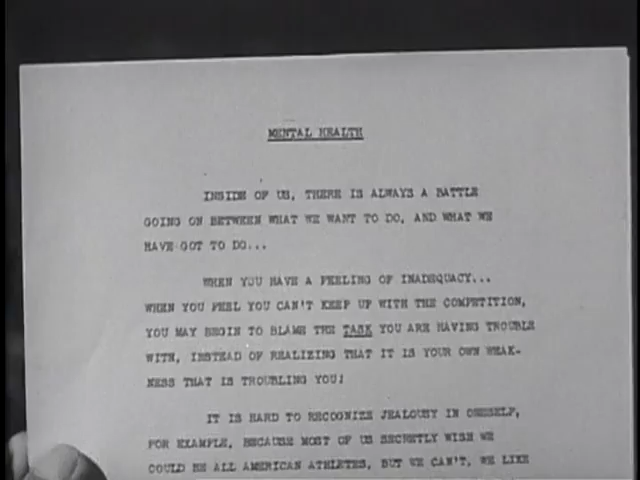 MENTAL HEALTH
INSIDE OF US, THERE IS ALWAYS A BATTLE
GOING ON BETWEEN WHAT WE WANT TO DO, AND WHAT WE
HAVE GOT TO DO...
WHEN YOU HAVE A FEELING OF INADEQUACY...
WHEN YOU FEEL YOU CAN'T KEEP UP WITH THE COMPETITION,
YOU MAY BEGIN TO BLAME THE TASK YOU ARE HAVING TROUBLE
WITH, INSTEAD OF REALIZING THAT IT IS YOUR OWN WEAK-
NESS THAT IS TROUBLING YOU!
IT IS HARD TO RECOGNIZE JEALOUSY IN ONESELF,
FOR EXAMPLE, BECAUSE MOST OF US SECRETLY WISH WE
COULD BE ALL AMERICAN ATHLETES, BUT WE CAN'T, WE LIKE